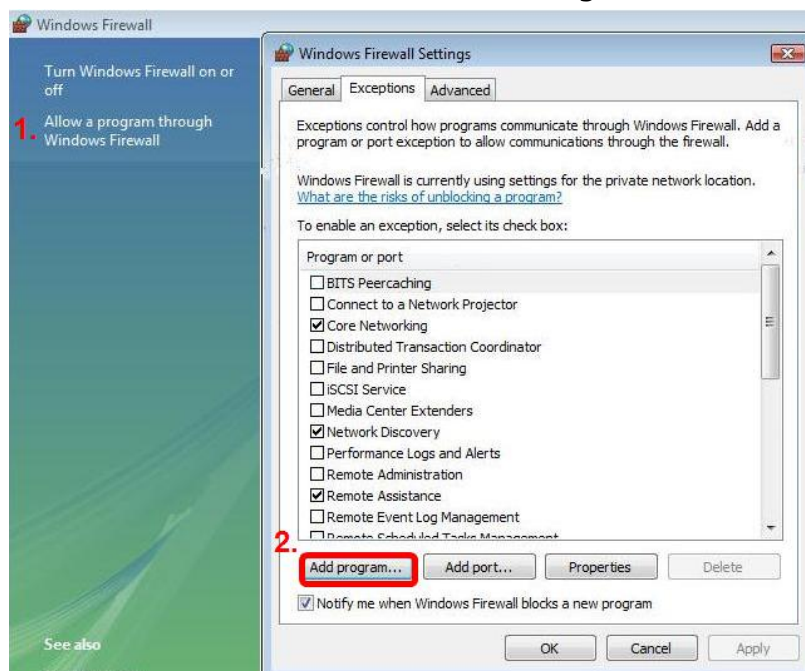 Windows Firewall
Turn Windows Firewall on or
off
1.
Allow a program through
Windows Firewall
See also
Windows Firewall Settings
General Exceptions Advanced
Exceptions control how programs communicate through Windows Firewall. Add a
program or port exception to allow communications through the firewall.
Windows Firewall is currently using settings for the private network location.
What are the risks of unblocking a program?
To enable an exception, select its check box:
Program or port
BITS Peercaching
Connect to a Network Projector
Core Networking
Distributed Transaction Coordinator
File and Printer Sharing
iSCSI Service
Media Center Extenders
Network Discovery
Performance Logs and Alerts
Remote Administration
Remote Assistance
Remote Event Log Management
Remote Scheduled Tasks Management
2.
Add program... Add port... Properties Delete
Notify me when Windows Firewall blocks a new program
OK Cancel Apply